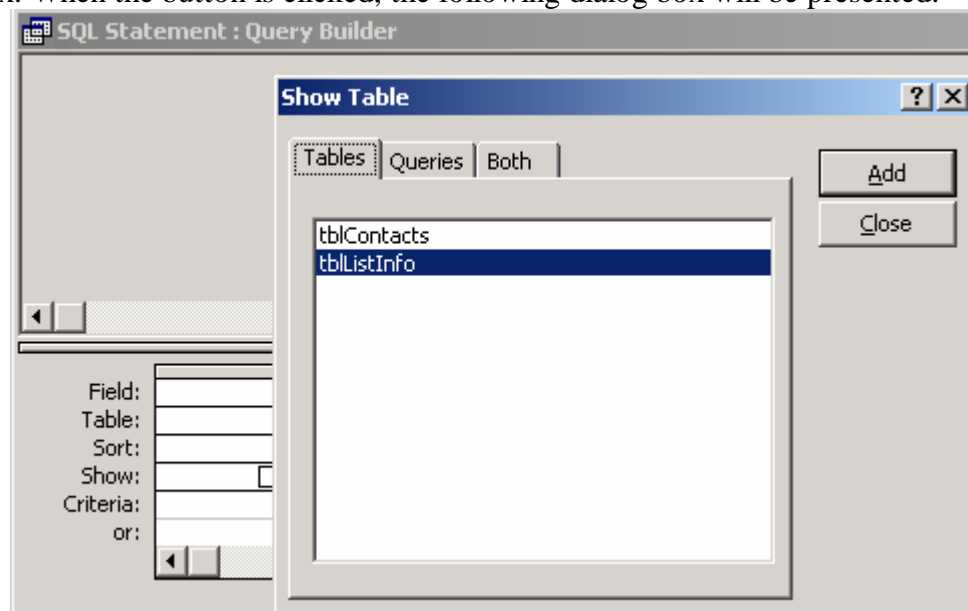 When the button is clicked, the following dialog box will be presented.
SQL Statement : Query Builder
Show Table
Tables Queries Both
Add
tblContacts
Close
tblListInfo
Field:
Table:
Sort:
Show:
Criteria:
or: